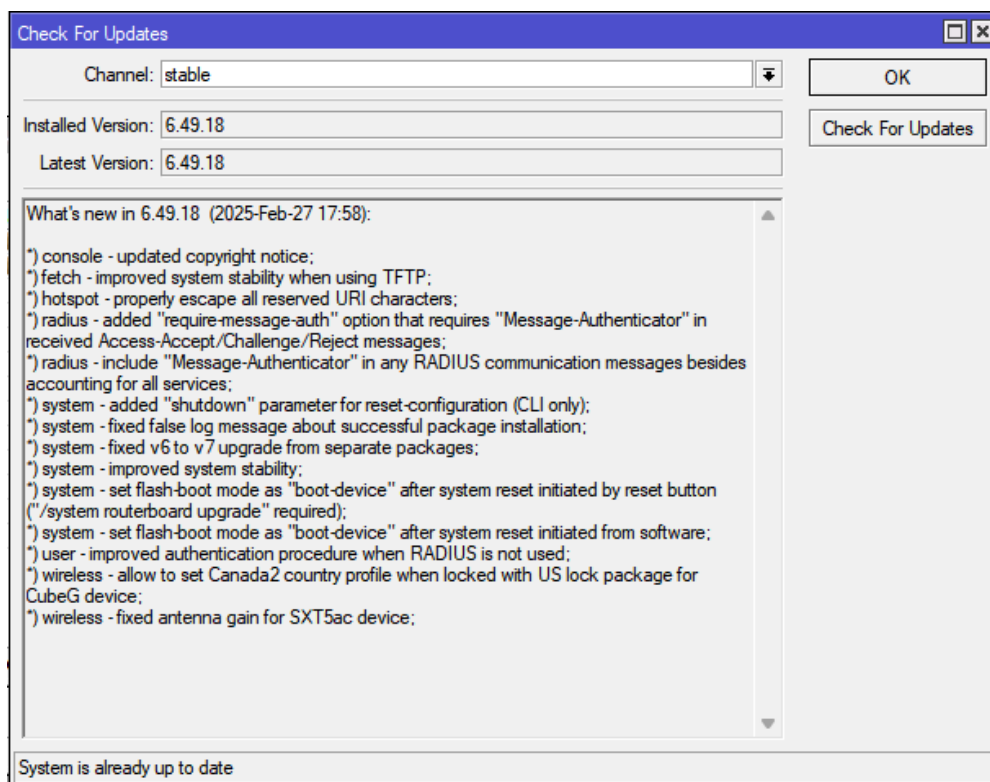 Check For Updates
Channel: stable
OK
Installed Version: 6.49.18
Check For Updates
Latest Version: 6.49.18
What's new in 6.49.18 (2025-Feb-27 17:58):
*) console - updated copyright notice;
*) fetch - improved system stability when using TFTP;
*) hotspot - properly escape all reserved URI characters;
*) radius - added "require-message-auth" option that requires "Message-Authenticator" in
received Access-Accept/Challenge/Reject messages;
*) radius - include "Message-Authenticator" in any RADIUS communication messages besides
accounting for all services;
*) system - added "shutdown" parameter for reset-configuration (CLI only);
*) system - fixed false log message about successful package installation;
*) system - fixed v6 to v7 upgrade from separate packages;
*) system - improved system stability;
*) system - set flash-boot mode as "boot-device" after system reset initiated by reset button
("/system routerboard upgrade" required);
*) system - set flash-boot mode as "boot-device" after system reset initiated from software;
*) user - improved authentication procedure when RADIUS is not used;
*) wireless - allow to set Canada2 country profile when locked with US lock package for
CubeG device;
*) wireless - fixed antenna gain for SXT5ac device;
System is already up to date